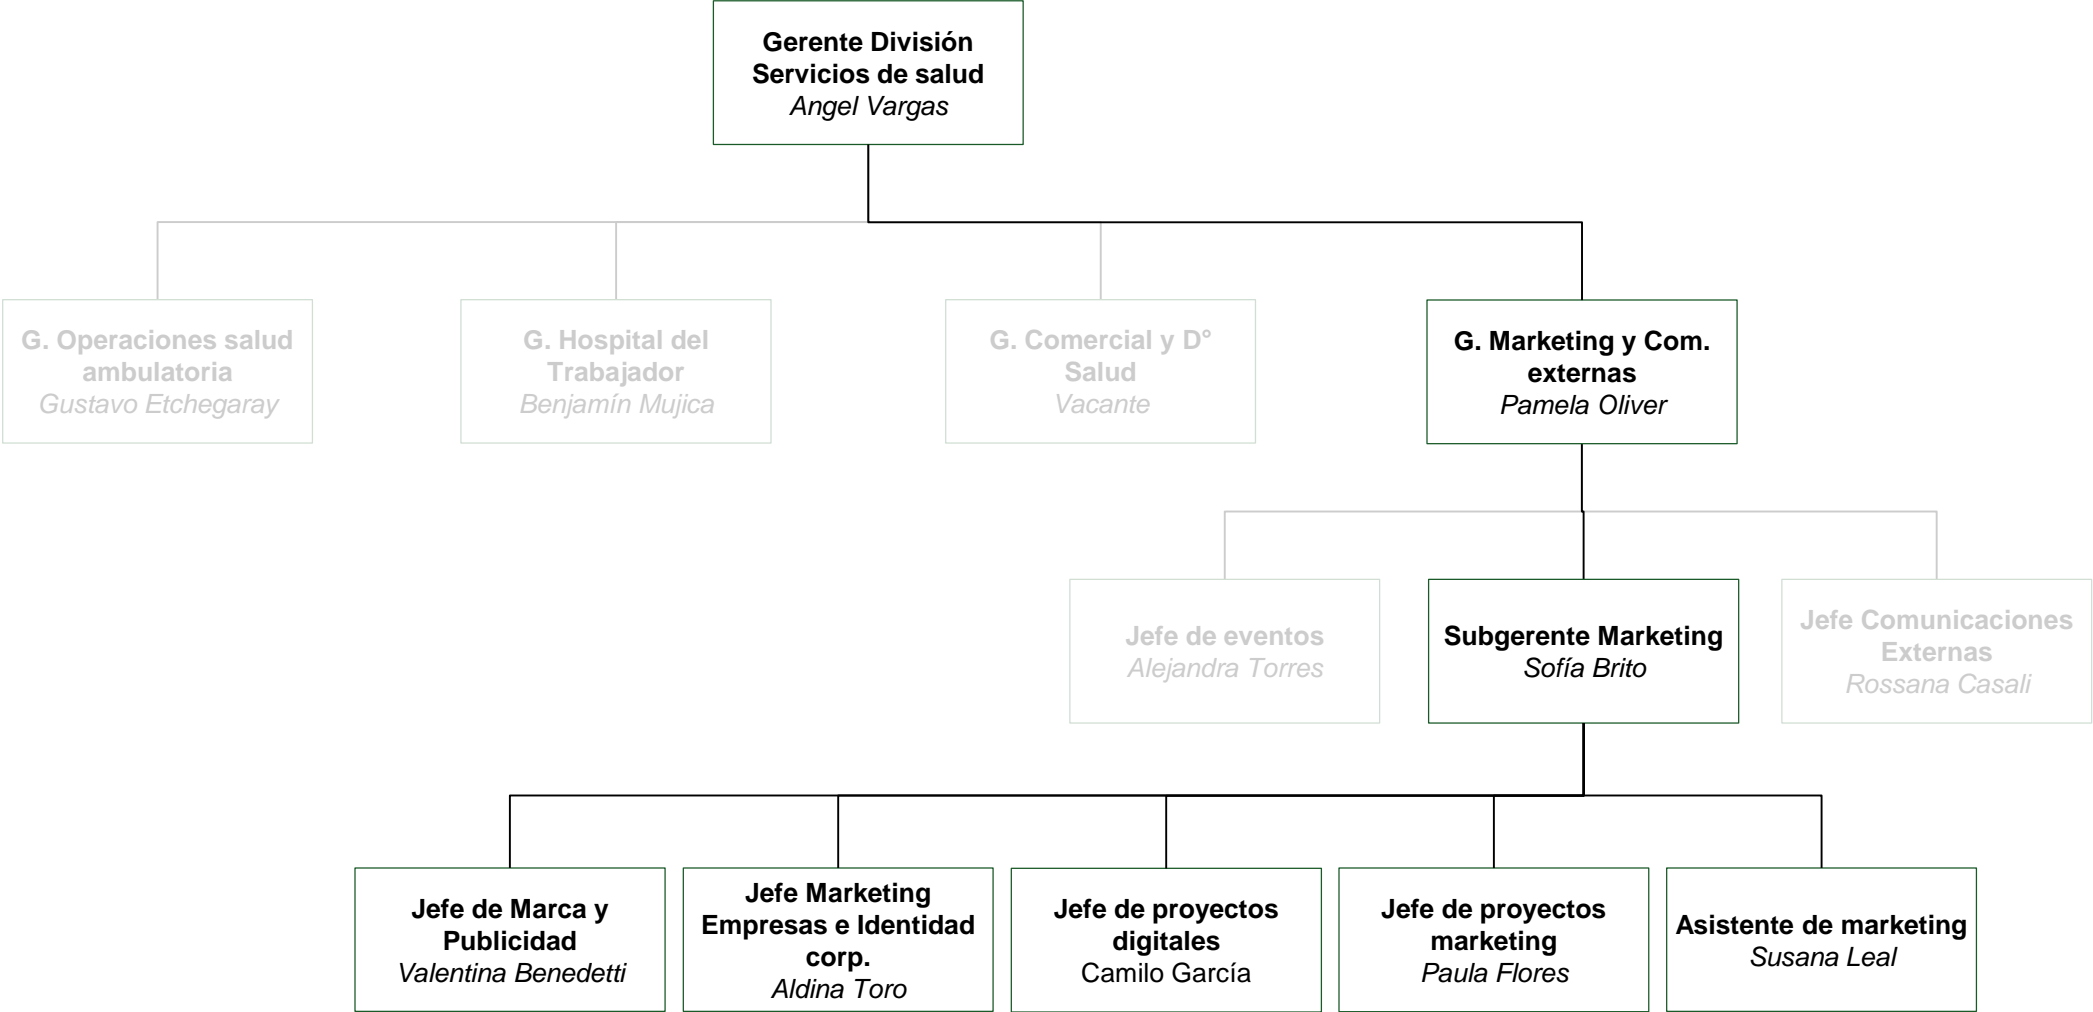 Gerente División
Servicios de salud
Angel Vargas
G. Operaciones salud
ambulatoria
Gustavo Etchegaray
G. Hospital del
Trabajador
Benjamín Mujica
G. Comercial y D°
Salud
Vacante
G. Marketing y Com.
externas
Pamela Oliver
Jefe de eventos
Alejandra Torres
Subgerente Marketing
Sofía Brito
Jefe Comunicaciones
Externas
Rossana Casali
Jefe de Marca y
Publicidad
Valentina Benedetti
Jefe Marketing
Empresas e Identidad
corp.
Aldina Toro
Jefe de proyectos
digitales
Camilo García
Jefe de proyectos
marketing
Paula Flores
Asistente de marketing
Susana Leal